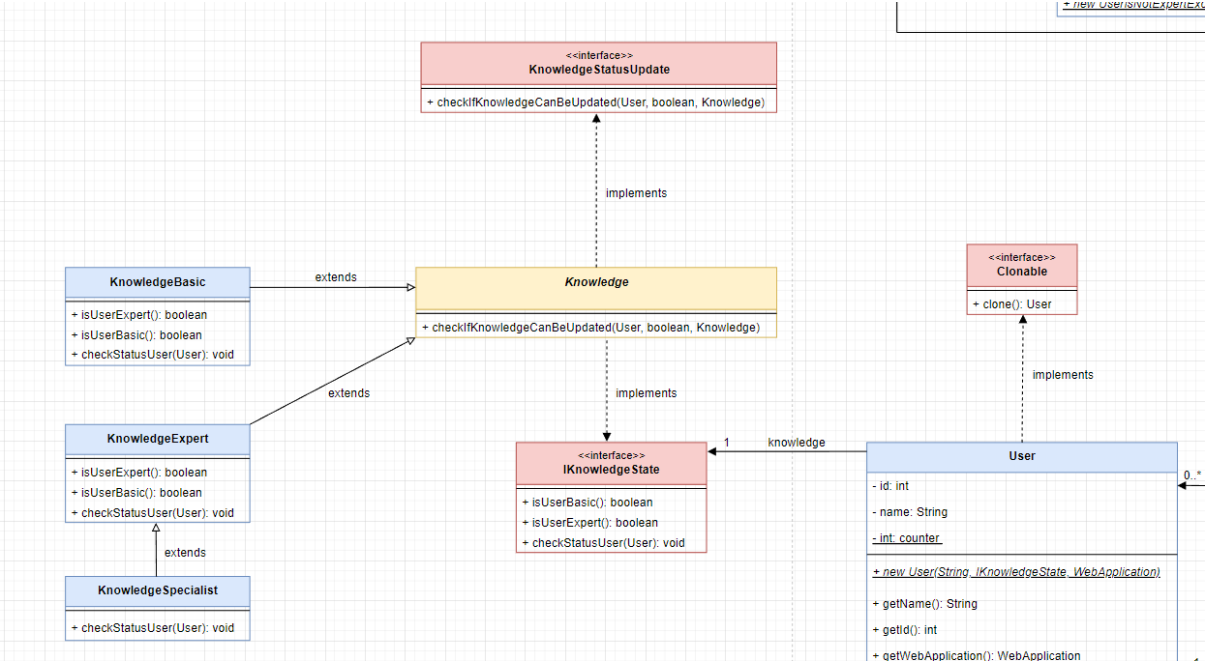 + new UserIsNotExpertExc
<<interface>>
KnowledgeStatusUpdate
+ checkIfKnowledgeCanBeUpdated(User, boolean, Knowledge)
implements
<<interface>>
Clonable
+ clone(): User
implements
KnowledgeBasic
+ isUserExpert(): boolean
+ isUserBasic(): boolean
+ checkStatusUser(User): void
extends
Knowledge
+ checkIfKnowledgeCanBeUpdated(User, boolean, Knowledge)
extends
implements
KnowledgeExpert
+ isUserExpert(): boolean
+ isUserBasic(): boolean
+ checkStatusUser(User): void
extends
KnowledgeSpecialist
+ checkStatusUser(User): void
<<interface>>
IKnowledgeState
+ isUserBasic(): boolean
+ isUserExpert(): boolean
+ checkStatusUser(User): void
1
knowledge
User
- id: int
- name: String
- int: counter
+ new User(String, IKnowledgeState, WebApplication)
+ getName(): String
+ getId(): int
+ getWebApplication(): WebApplication
0..*